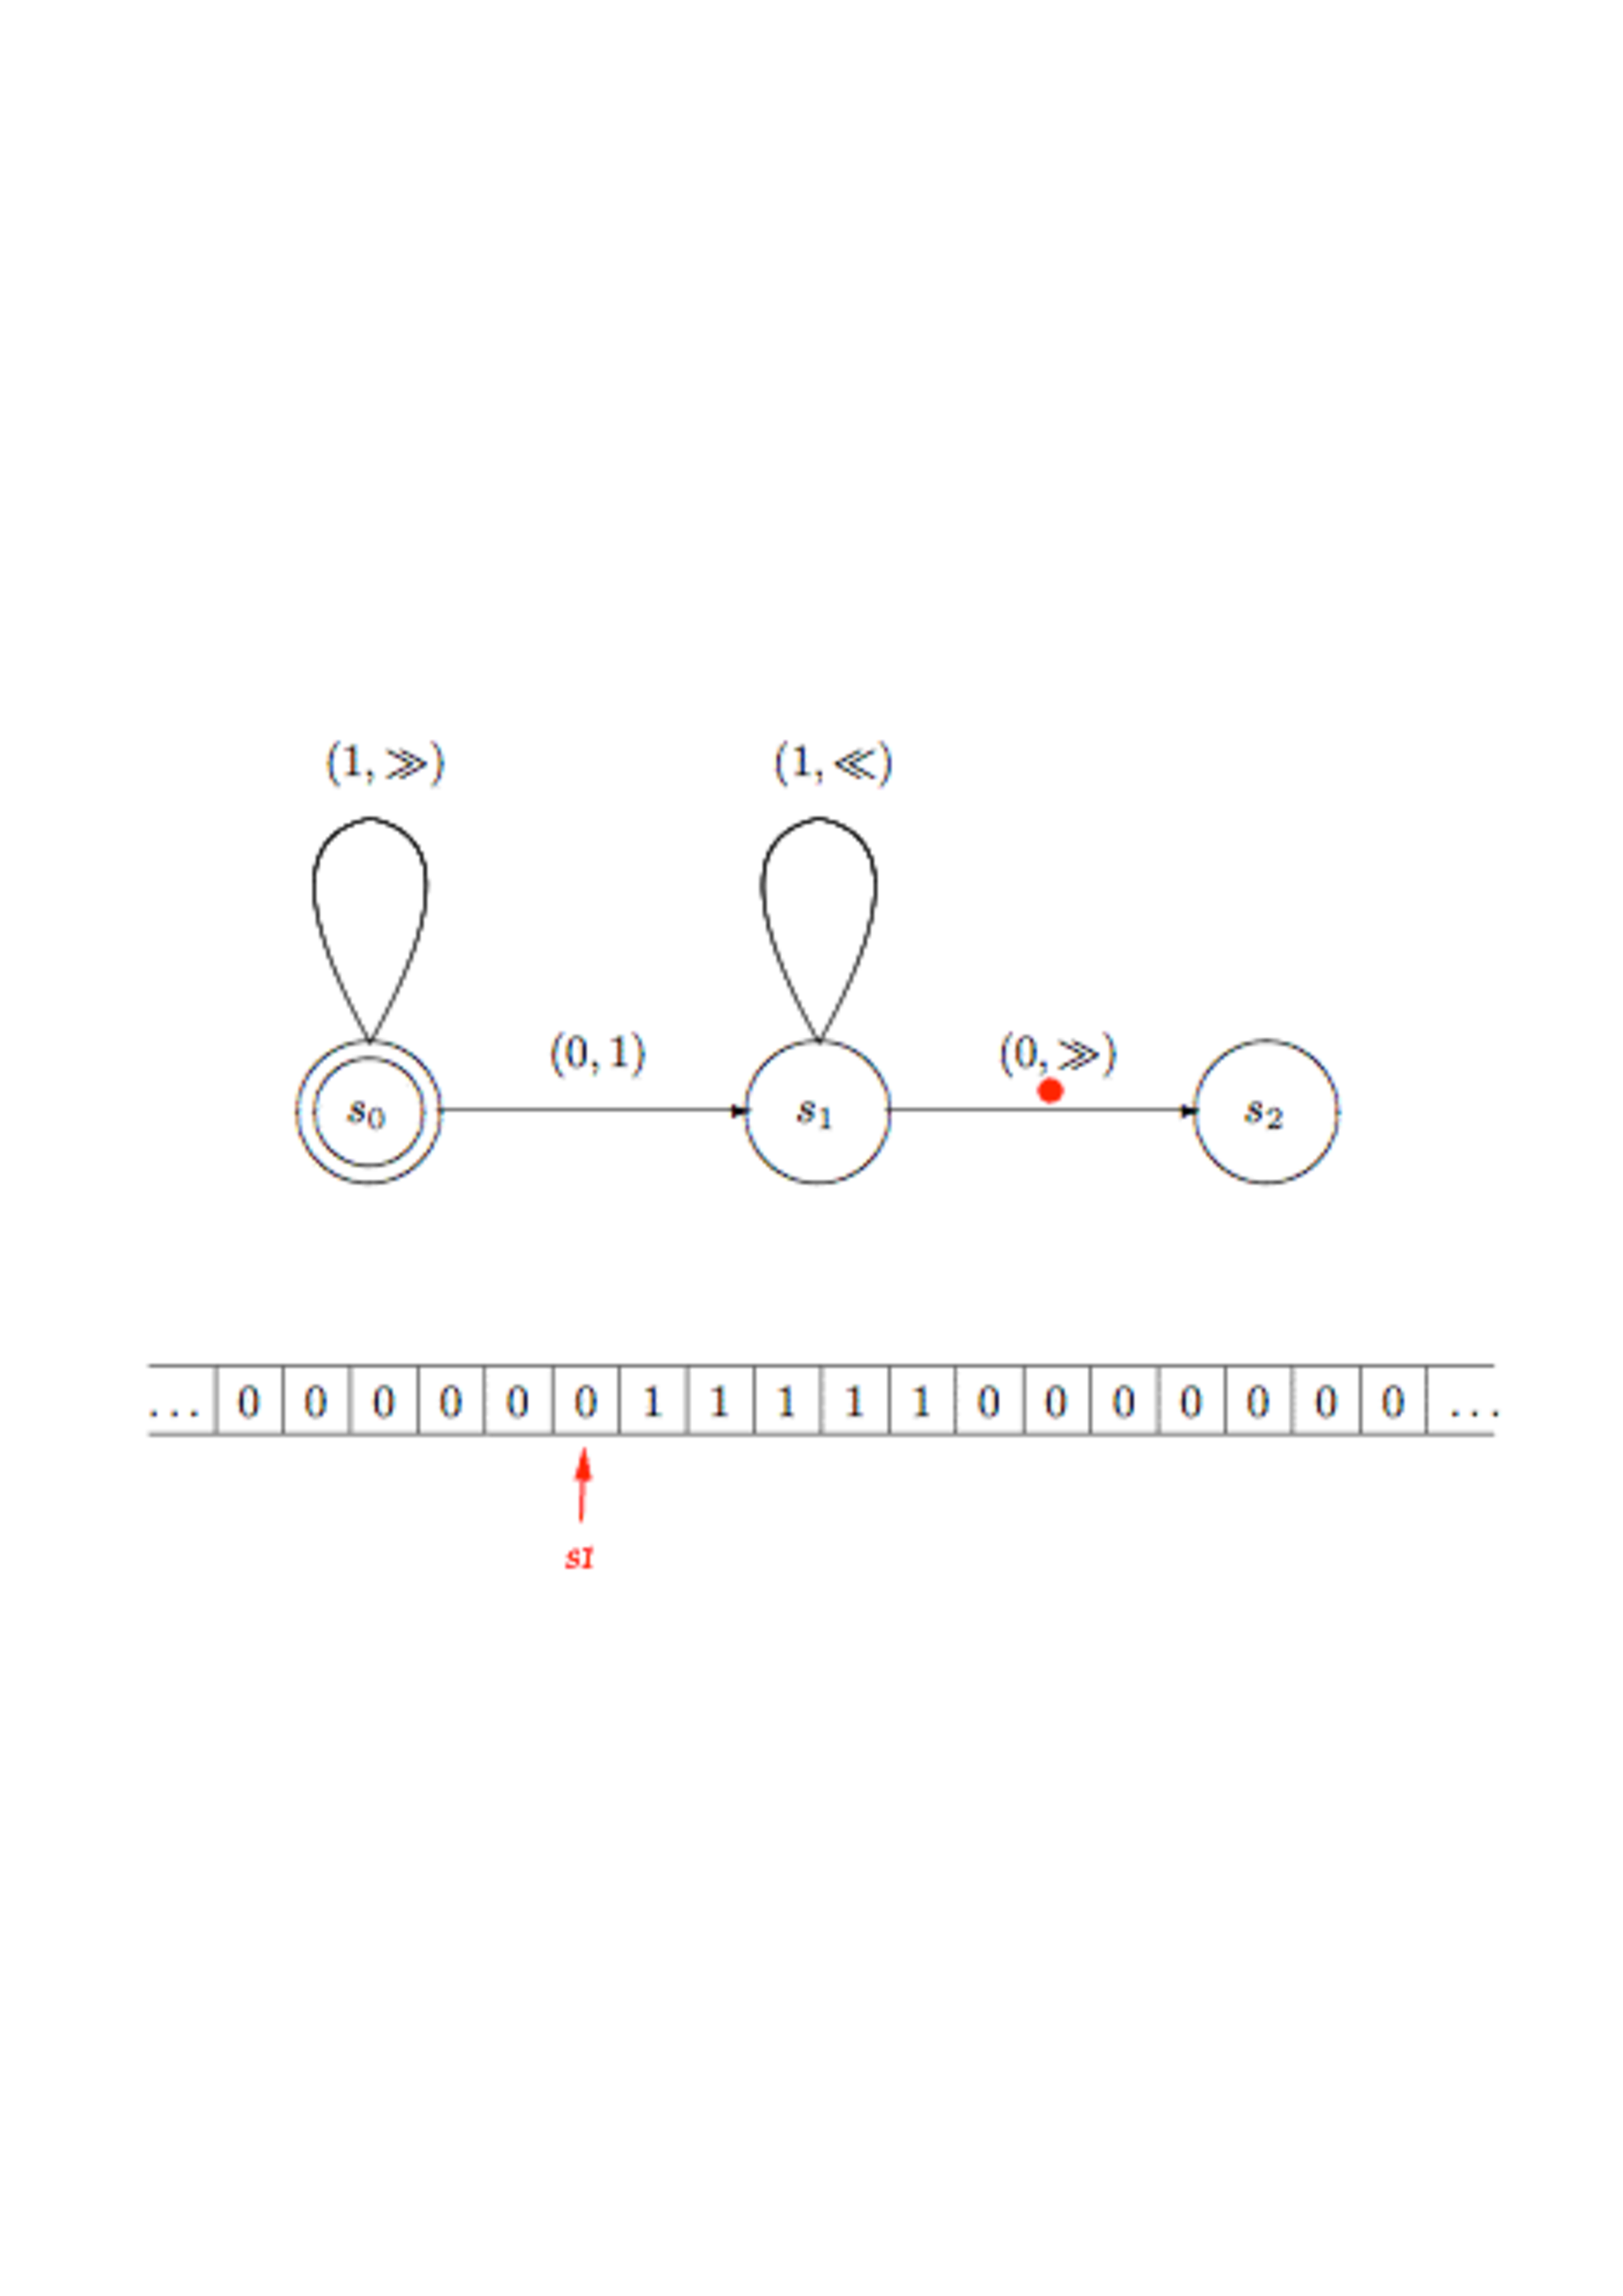 (1, ≫) (1, ≪)
(0, 1) (0, ≫)
s₀ s₁ s₂
... 0 0 0 0 0 0 1 1 1 1 1 0 0 0 0 0 0 0 ...
s1